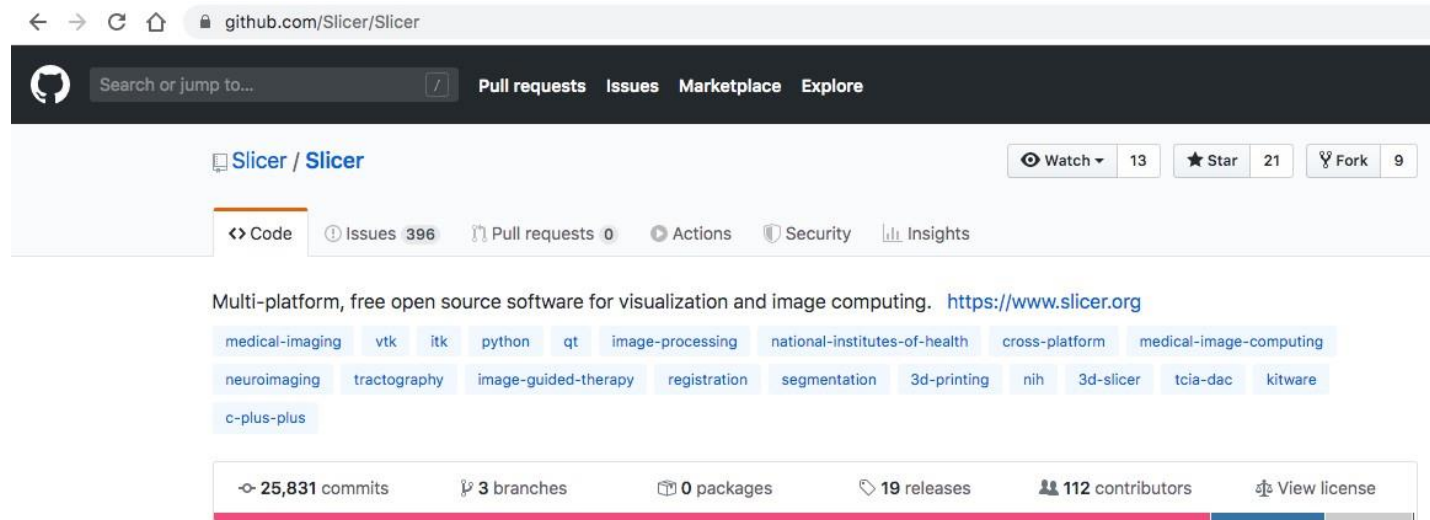 github.com/Slicer/Slicer
Search or jump to... / Pull requests Issues Marketplace Explore
Slicer / Slicer Watch 13 Star 21 Fork 9
<> Code Issues 396 Pull requests 0 Actions Security Insights
Multi-platform, free open source software for visualization and image computing. https://www.slicer.org
medical-imaging vtk itk python qt image-processing national-institutes-of-health cross-platform medical-image-computing
neuroimaging tractography image-guided-therapy registration segmentation 3d-printing nih 3d-slicer tcia-dac kitware
c-plus-plus
25,831 commits 3 branches 0 packages 19 releases 112 contributors View license